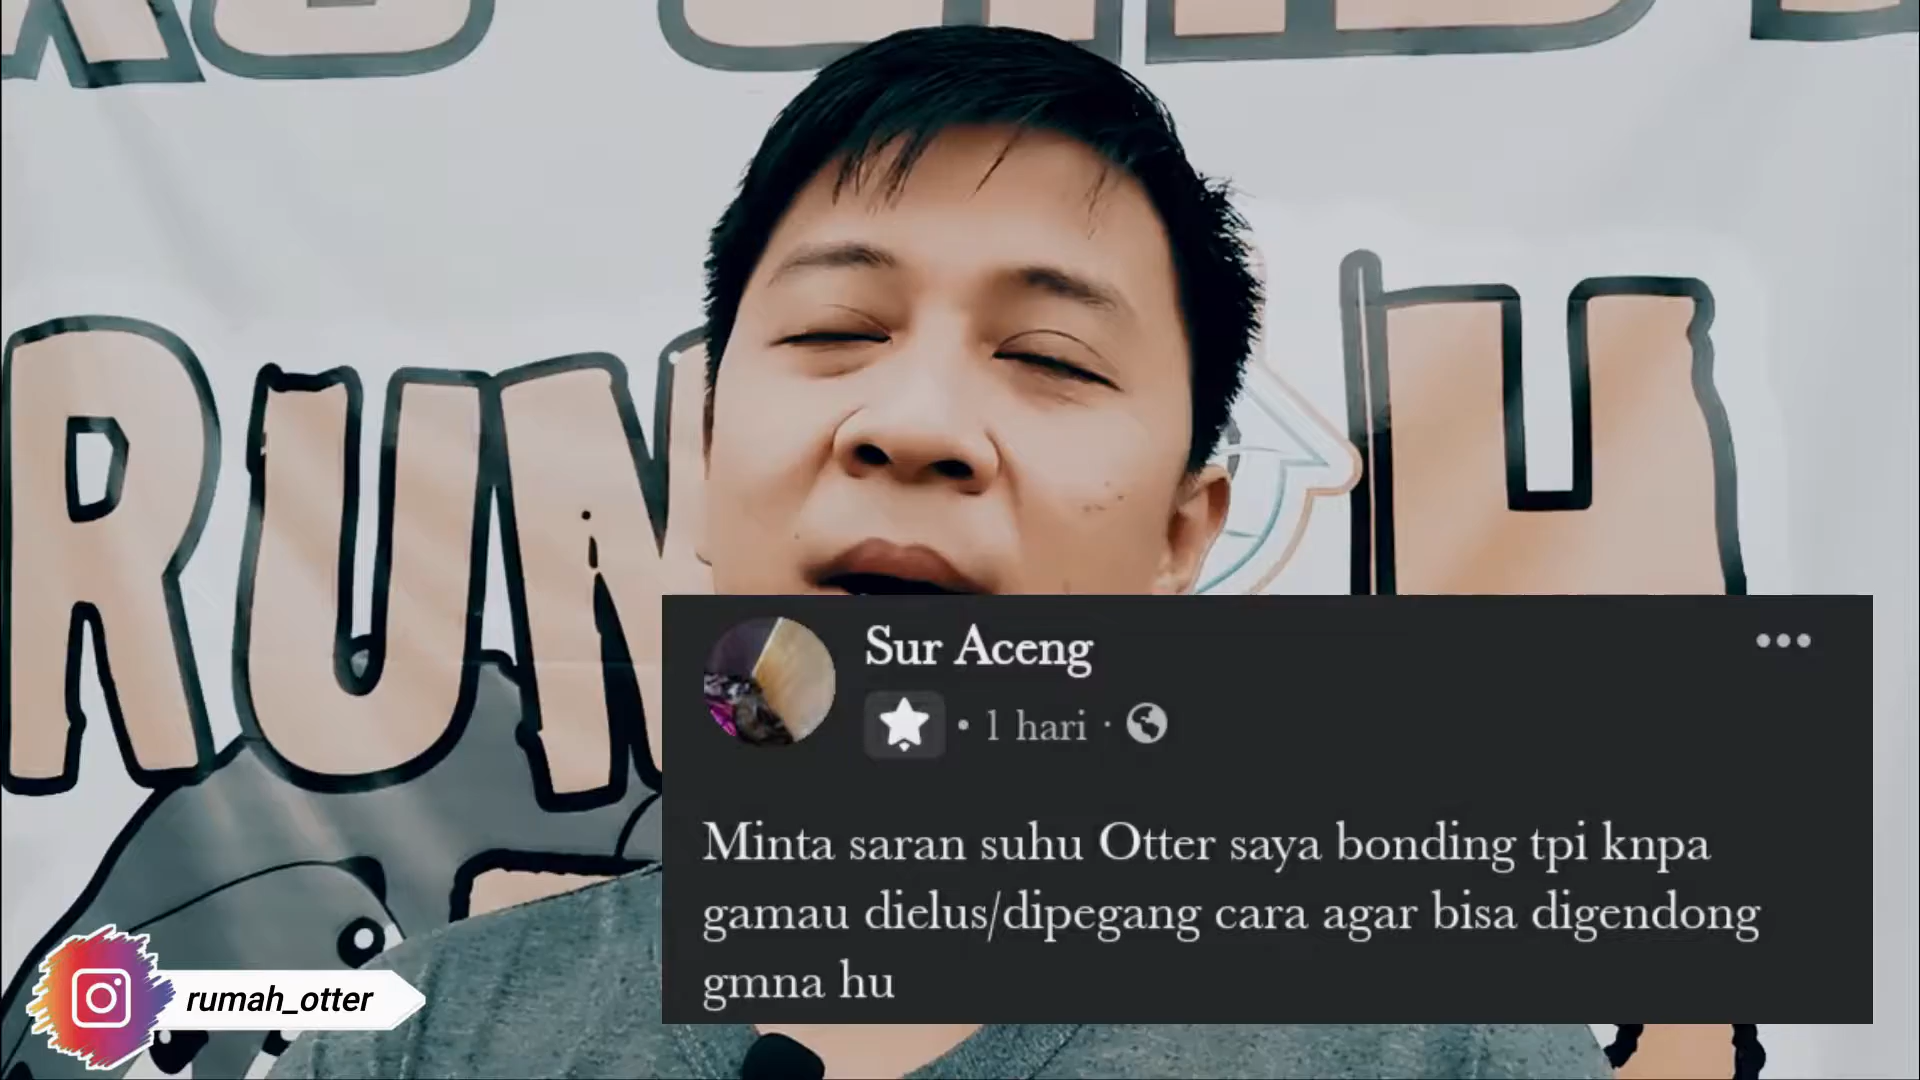 RUM H
Sur Aceng
• 1 hari ·
Minta saran suhu Otter saya bonding tpi knpa
gamau dielus/dipegang cara agar bisa digendong
gmna hu
rumah_otter